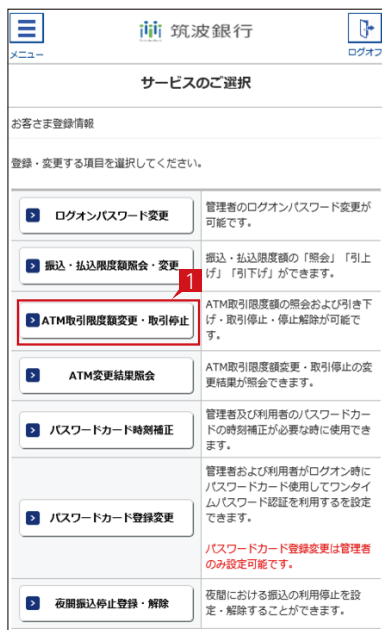 筑波銀行
メニュー
ログオフ
サービスのご選択
お客さま登録情報
登録・変更する項目を選択してください。
ログオンパスワード変更
管理者のログオンパスワード変更が
可能です。
振込・払込限度額照会・変更
振込・払込限度額の「照会」「引上
げ」「引下げ」ができます。
1
ATM取引限度額変更・取引停止
ATM取引限度額の照会および引き下
げ・取引停止・停止解除が可能で
す。
ATM変更結果照会
ATM取引限度額変更・取引停止の変
更結果が照会できます。
パスワードカード時刻補正
管理者及び利用者のパスワードカー
ドの時刻補正が必要な時に使用でき
ます。
パスワードカード登録変更
管理者および利用者がログオン時に
パスワードカード使用してワンタイ
ムパスワード認証を利用するを設定
できます。
パスワードカード登録変更は管理者
のみ設定可能です。
夜間振込停止登録・解除
夜間における振込の利用停止を設
定・解除することができます。